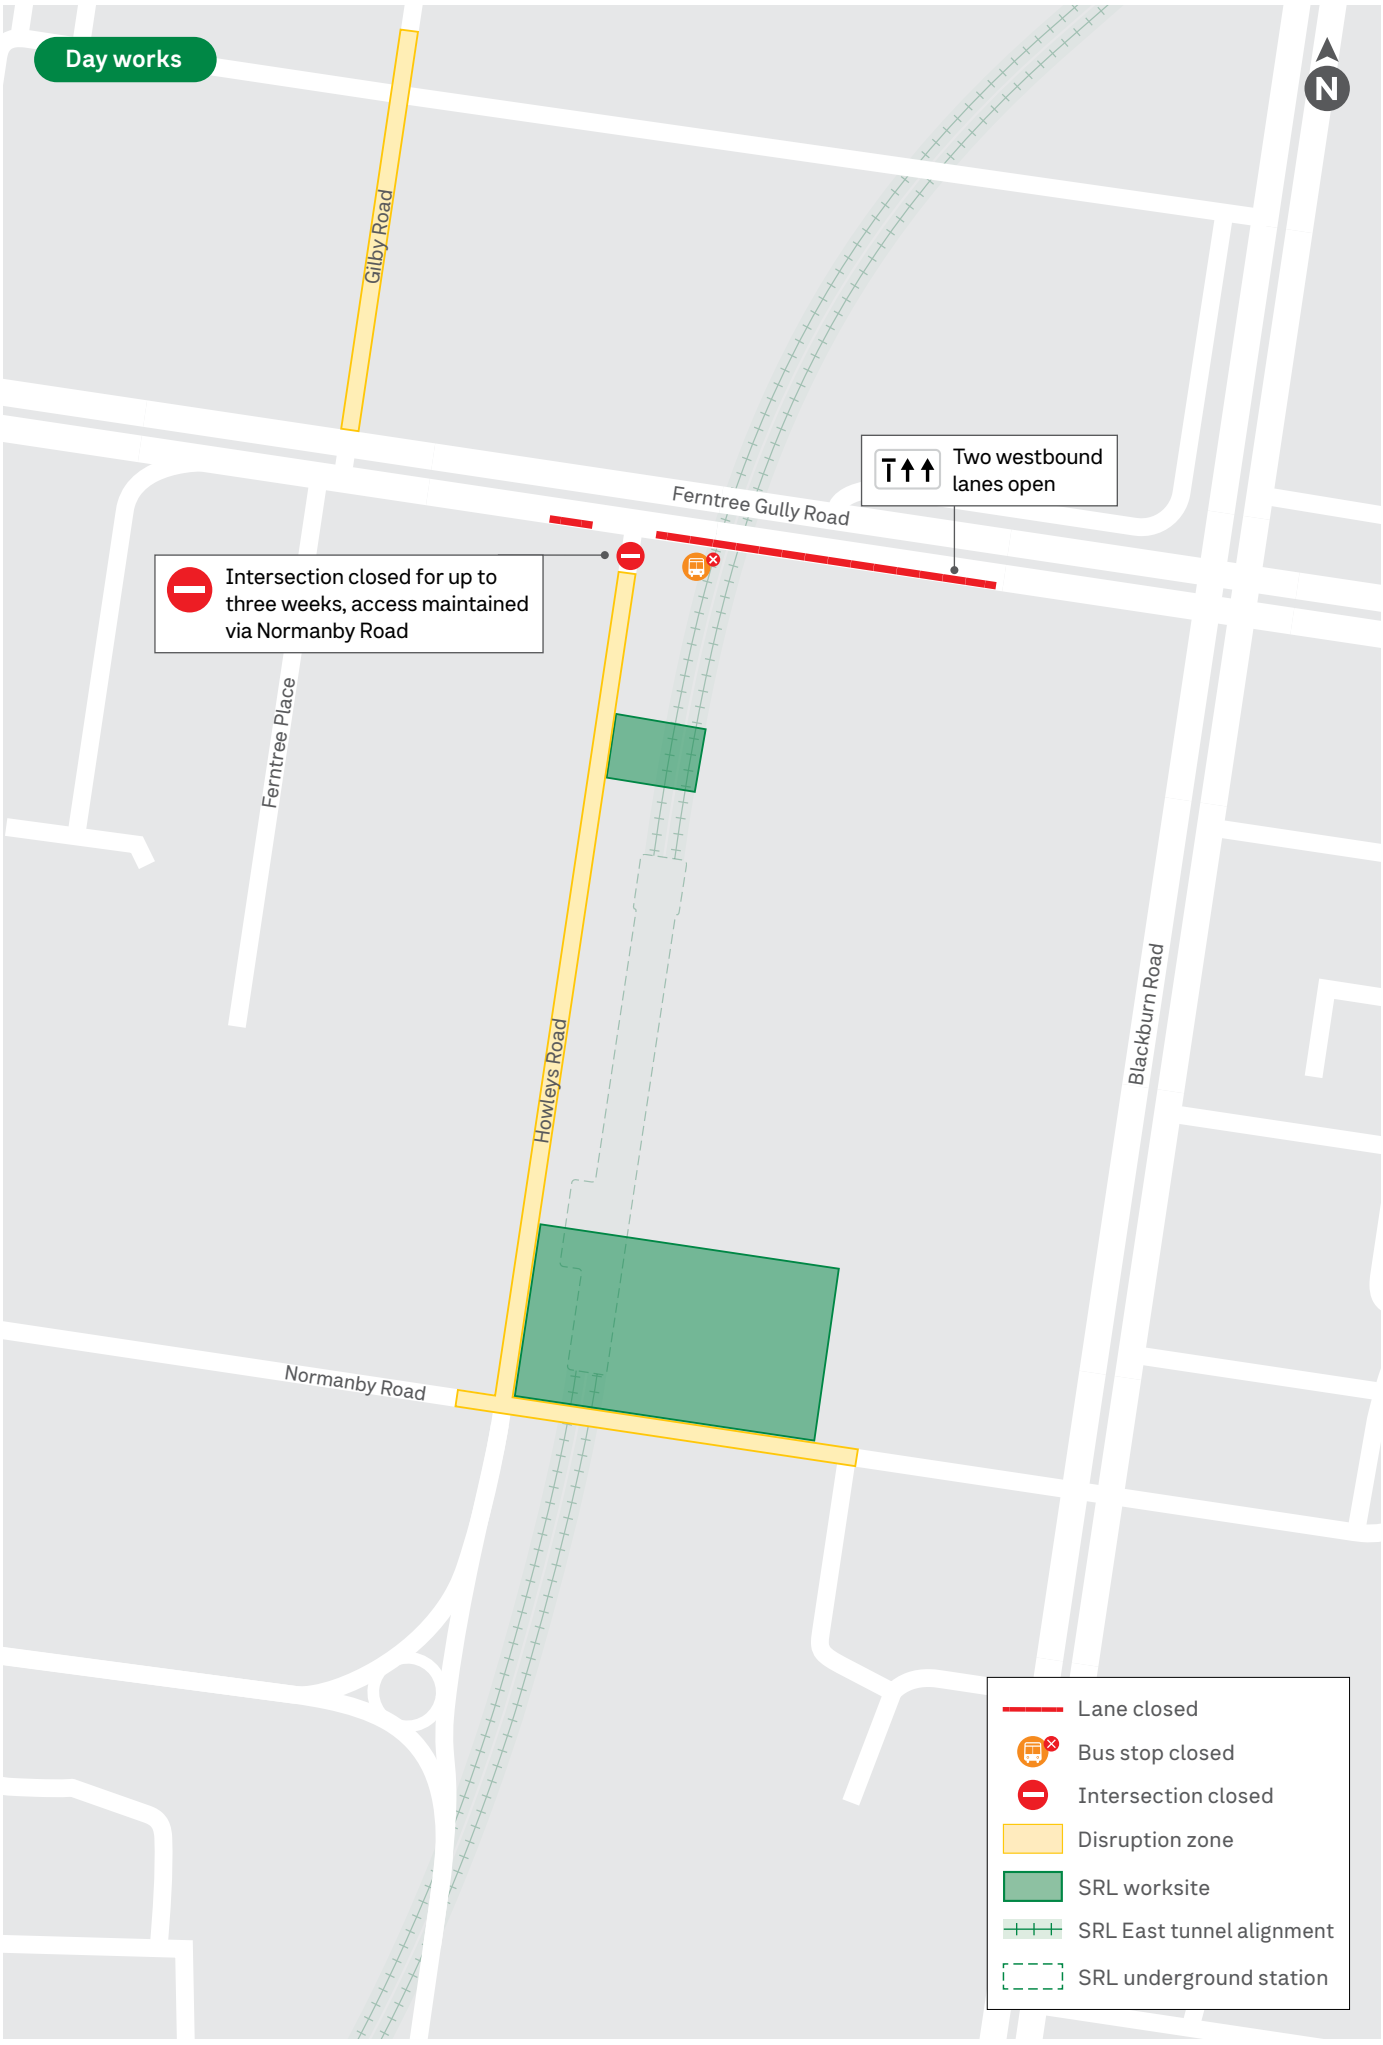 Day works
N
Gilby Road
Ferntree Gully Road
Two westbound
lanes open
Intersection closed for up to
three weeks, access maintained
via Normanby Road
Ferntree Place
Howleys Road
Blackburn Road
Normanby Road
Lane closed
Bus stop closed
Intersection closed
Disruption zone
SRL worksite
SRL East tunnel alignment
SRL underground station